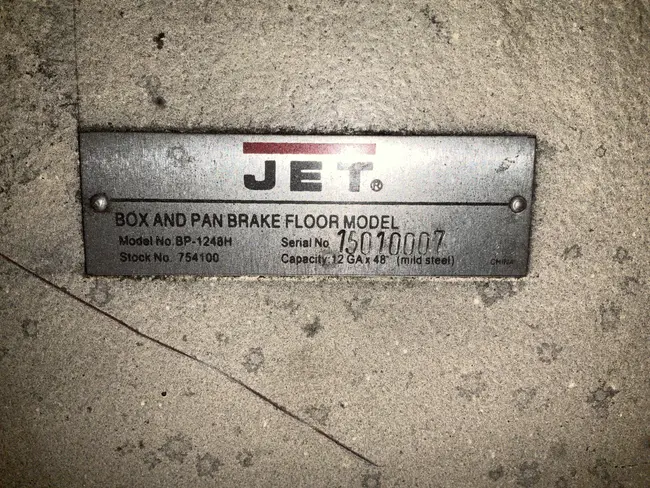 JET®
BOX AND PAN BRAKE FLOOR MODEL
Model No. BP-1248H Serial No 15010007
Stock No. 754100 Capacity: 12 GA x 48" (mild steel) CHINA